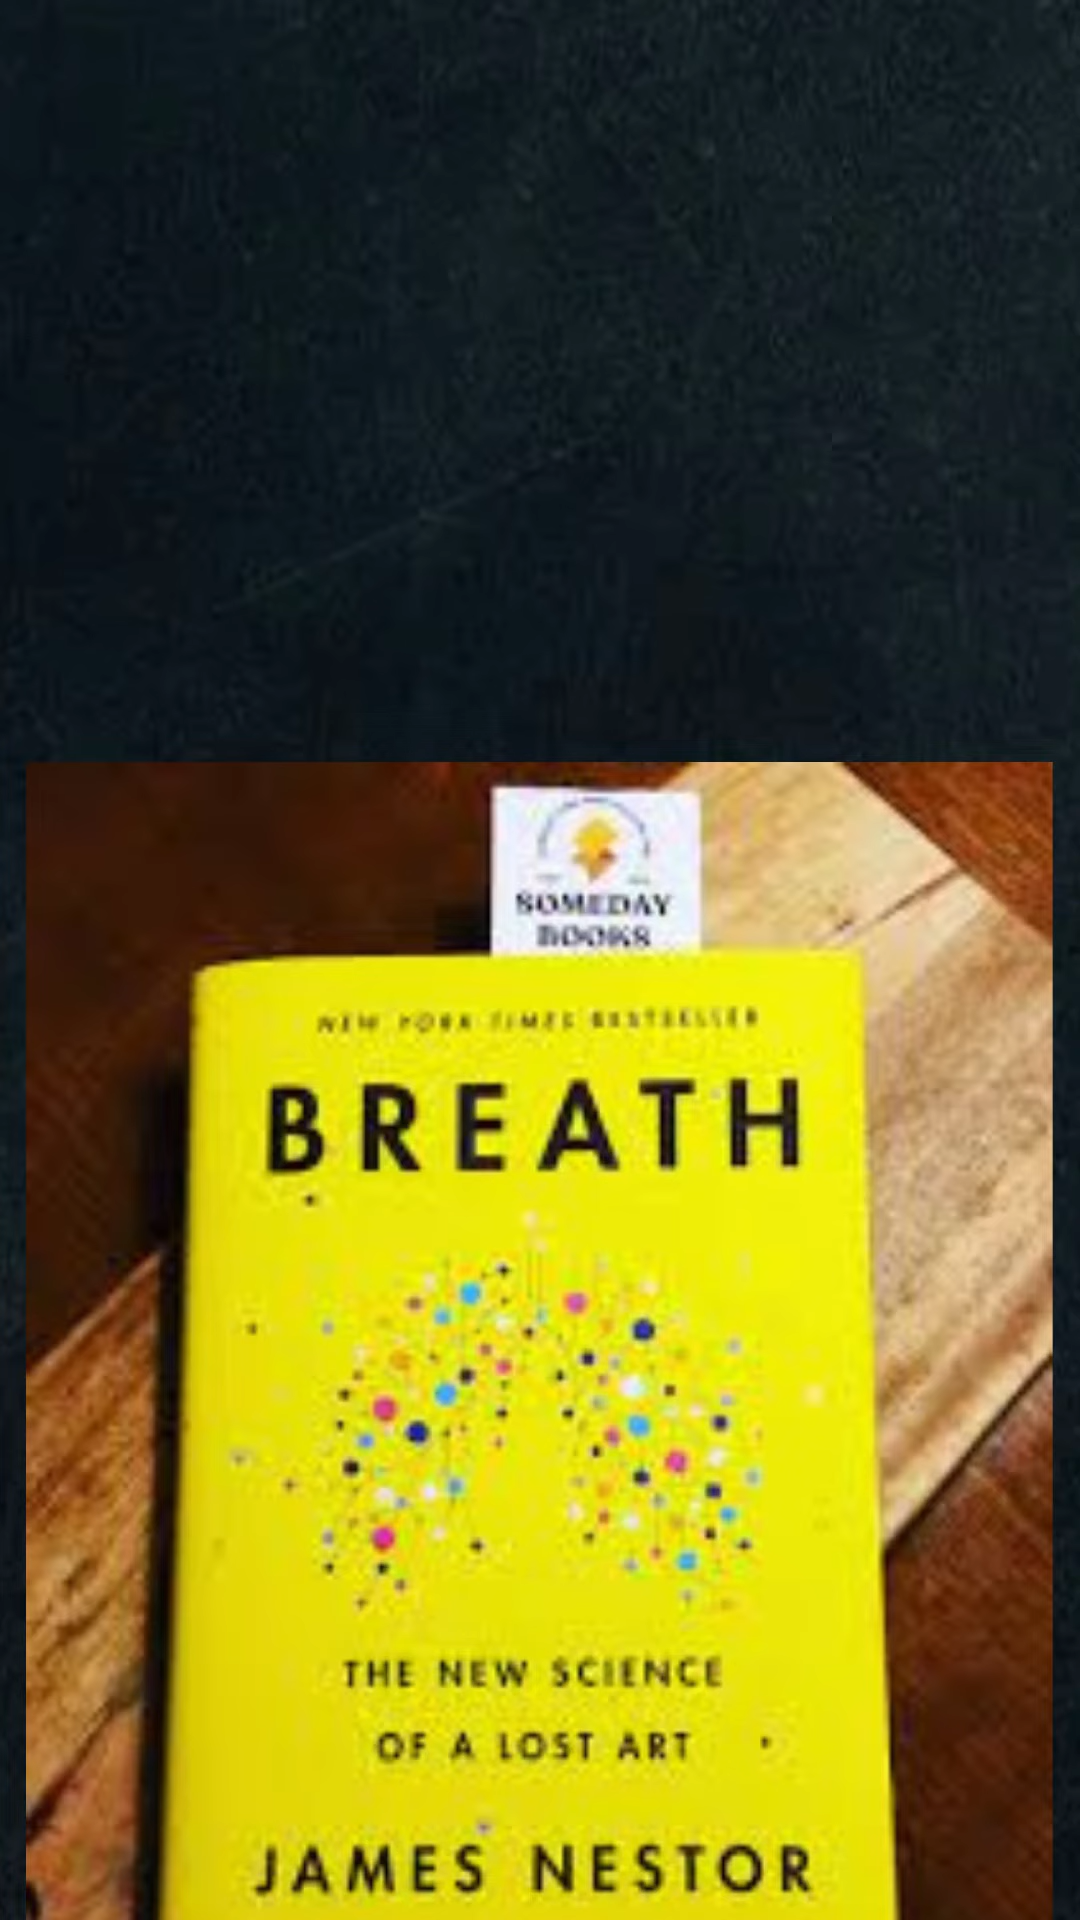 SOMEDAY
BOOKS
NEW YORK TIMES BESTSELLER
BREATH
THE NEW SCIENCE
OF A LOST ART
JAMES NESTOR